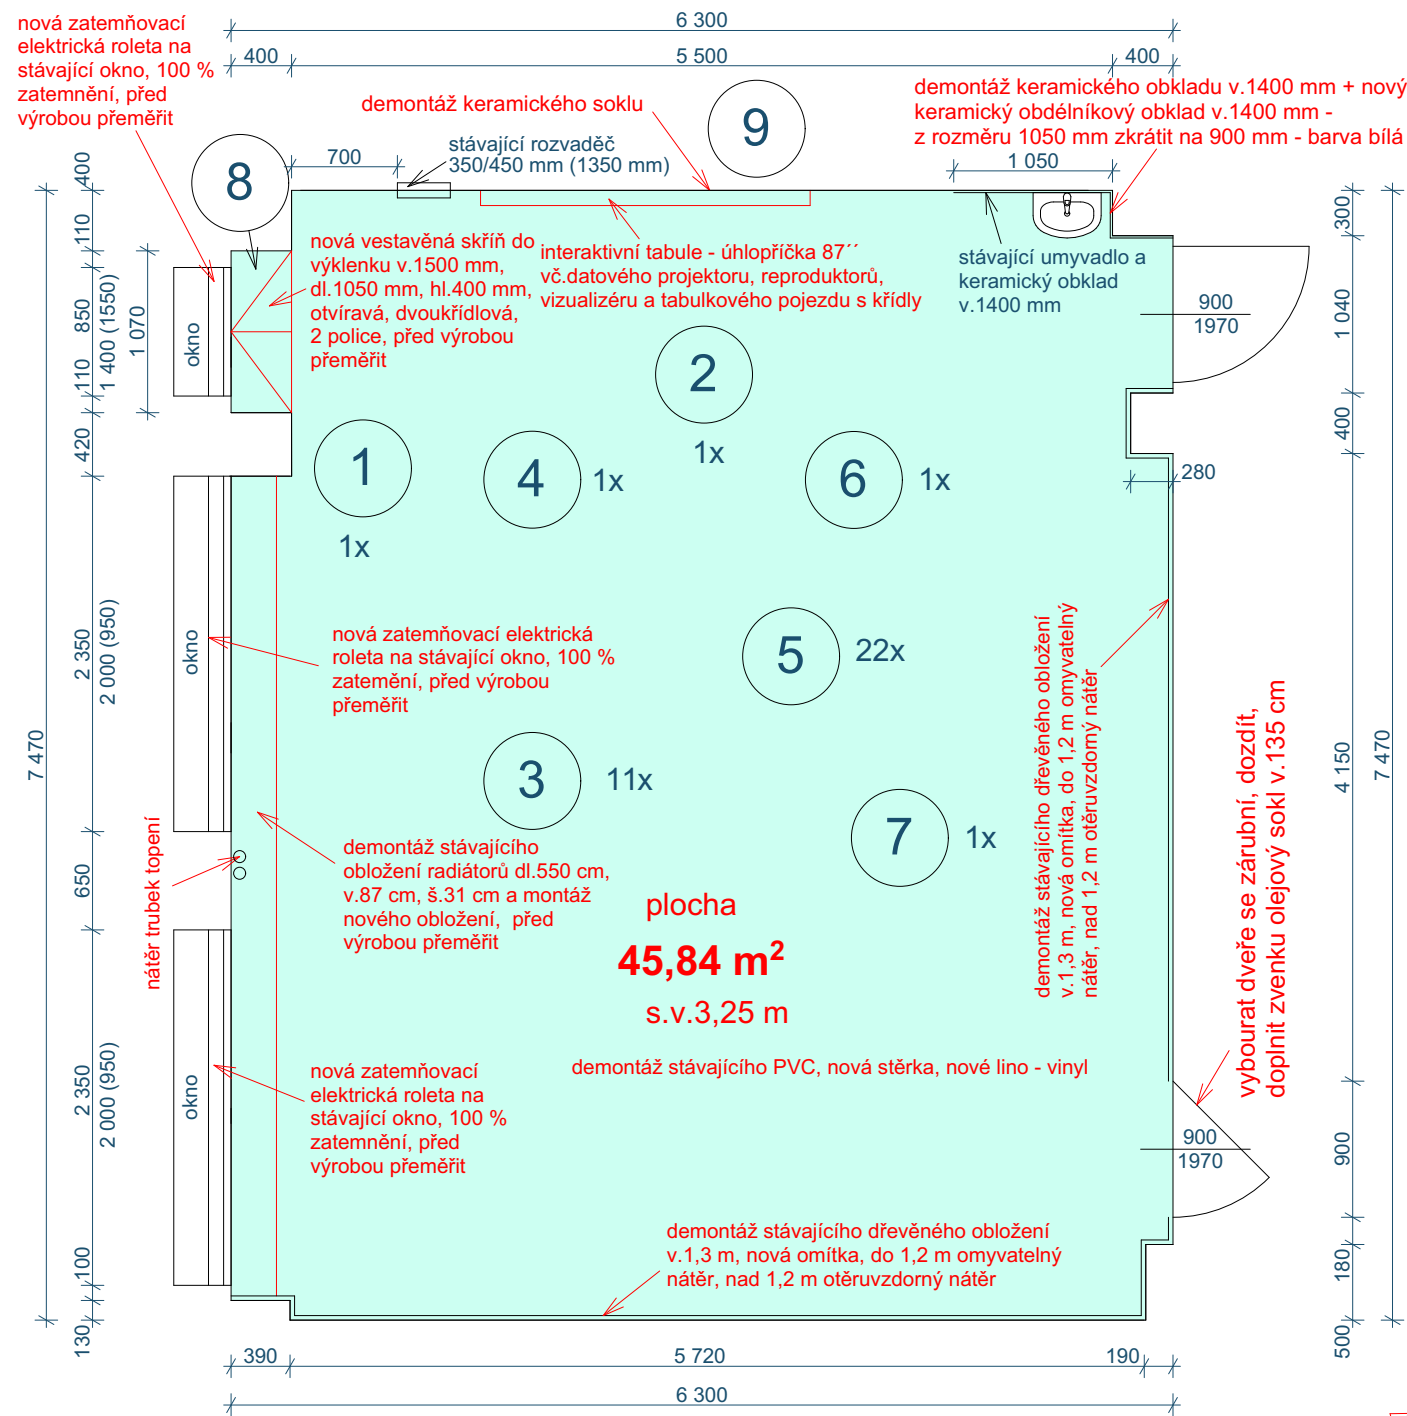 6 300
400
5 500
400
nová zatemňovací
elektrická roleta na
stávající okno, 100 %
zatemnění, před
výrobou přeměřit
demontáž keramického soklu
9
demontáž keramického obkladu v.1400 mm + nový
keramický obdélníkový obklad v.1400 mm -
z rozměru 1050 mm zkrátit na 900 mm - barva bílá
8
700
stávající rozvaděč
350/450 mm (1350 mm)
1 050
nová vestavěná skříň do
výklenku v.1500 mm,
dl.1050 mm, hl.400 mm,
otvíravá, dvoukřídlová,
2 police, před výrobou
přeměřit
interaktivní tabule - úhlopříčka 87´´
vč.datového projektoru, reproduktorů,
vizualizéru a tabulkového pojezdu s křídly
stávající umyvadlo a
keramický obklad
v.1400 mm
900
1970
400
110
850
110
1 400 (1550)
1 070
okno
420
2 350
2 000 (950)
okno
7 470
650
2 350
2 000 (950)
okno
100
130
300
1 040
400
280
4 150
7 470
900
180
500
2
1x
1
1x
4
1x
6
1x
5
22x
3
11x
7
1x
nová zatemňovací elektrická
roleta na stávající okno, 100 %
zatemění, před výrobou
přeměřit
nátěr trubek topení
demontáž stávajícího
obložení radiátorů dl.550 cm,
v.87 cm, š.31 cm a montáž
nového obložení, před
výrobou přeměřit
demontáž stávajícího dřevěného obložení
v.1,3 m, nová omítka, do 1,2 m omyvatelný
nátěr, nad 1,2 m otěruvzdorný nátěr
vybourat dveře se zárubní, dozdít,
doplnit zvenku olejový sokl v.135 cm
plocha
45,84 m²
s.v.3,25 m
demontáž stávajícího PVC, nová stěrka, nové lino - vinyl
nová zatemňovací
elektrická roleta na
stávající okno, 100 %
zatemnění, před
výrobou přeměřit
900
1970
demontáž stávajícího dřevěného obložení
v.1,3 m, nová omítka, do 1,2 m omyvatelný
nátěr, nad 1,2 m otěruvzdorný nátěr
390
5 720
190
6 300